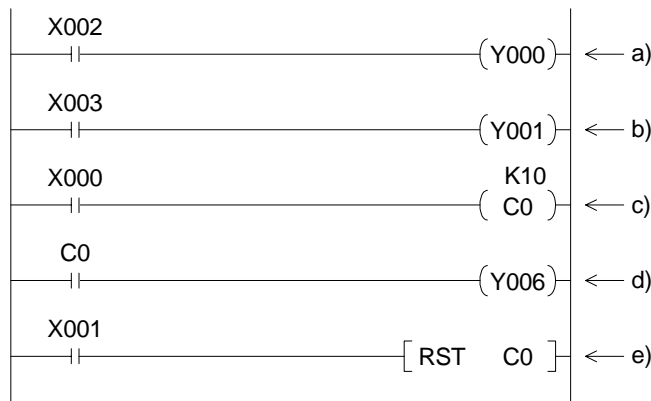 X002
Y000 a)
X003
Y001 b)
X000 K10
C0 c)
C0
Y006 d)
X001
RST C0 e)